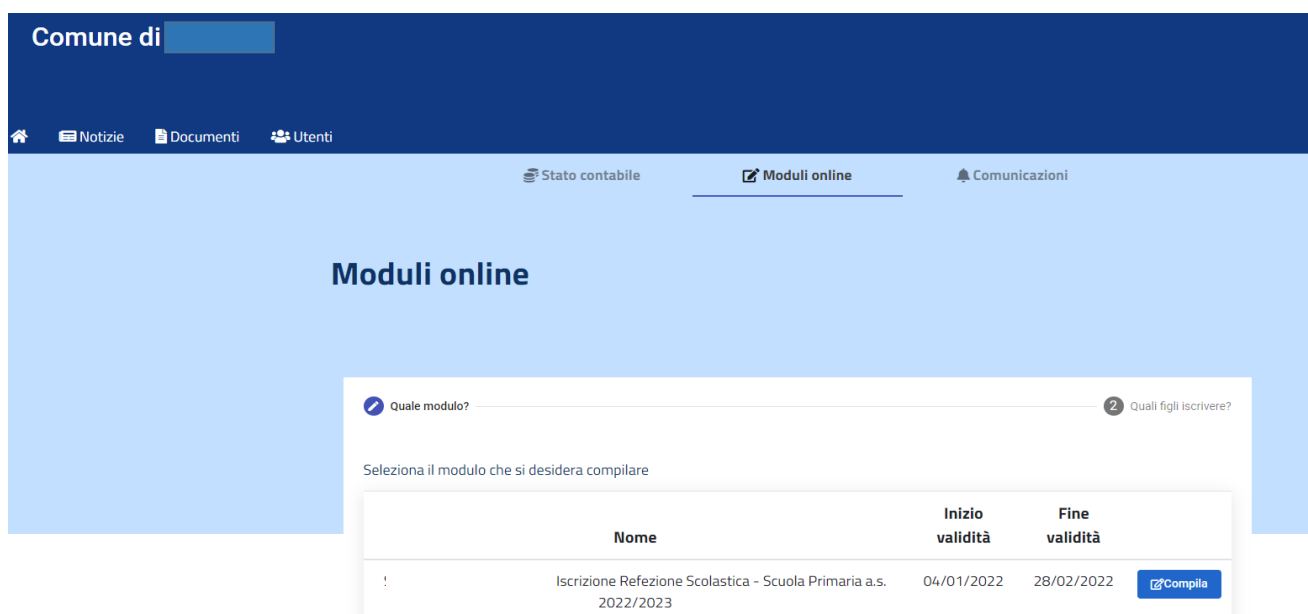 Comune di
Notizie Documenti Utenti
Stato contabile Moduli online Comunicazioni
Moduli online
Quale modulo? 2 Quali figli iscrivere?
Seleziona il modulo che si desidera compilare
Nome Inizio validità Fine validità
Iscrizione Refezione Scolastica - Scuola Primaria a.s. 04/01/2022 28/02/2022 Compila
2022/2023